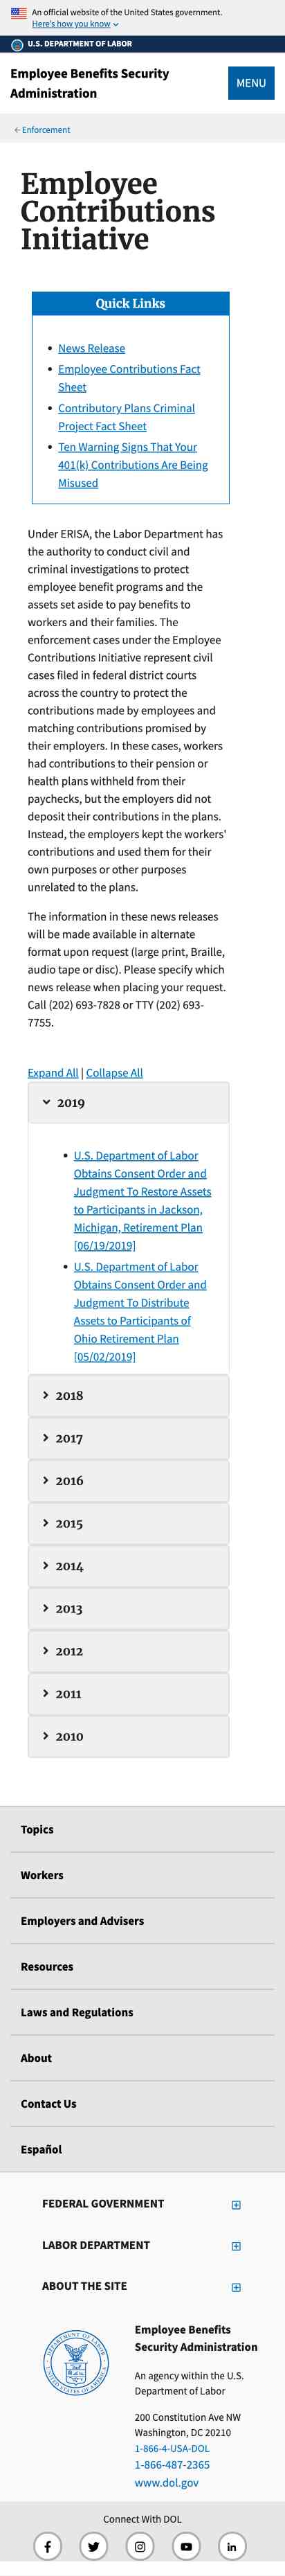 An official website of the United States government.
Here's how you know
U.S. DEPARTMENT OF LABOR
Employee Benefits Security
Administration
MENU
Enforcement
Employee
Contributions
Initiative
Quick Links
News Release
Employee Contributions Fact
Sheet
Contributory Plans Criminal
Project Fact Sheet
Ten Warning Signs That Your
401(k) Contributions Are Being
Misused
Under ERISA, the Labor Department has
the authority to conduct civil and
criminal investigations to protect
employee benefit programs and the
assets set aside to pay benefits to
workers and their families. The
enforcement cases under the Employee
Contributions Initiative represent civil
cases filed in federal district courts
across the country to protect the
contributions made by employees and
matching contributions promised by
their employers. In these cases, workers
had contributions to their pension or
health plans withheld from their
paychecks, but the employers did not
deposit their contributions in the plans.
Instead, the employers kept the workers'
contributions and used them for their
own purposes or other purposes
unrelated to the plans.
The information in these news releases
will be made available in alternate
format upon request (large print, Braille,
audio tape or disc). Please specify which
news release when placing your request.
Call (202) 693-7828 or TTY (202) 693-
7755.
Expand All | Collapse All
2019
U.S. Department of Labor
Obtains Consent Order and
Judgment To Restore Assets
to Participants in Jackson,
Michigan, Retirement Plan
[06/19/2019]
U.S. Department of Labor
Obtains Consent Order and
Judgment To Distribute
Assets to Participants of
Ohio Retirement Plan
[05/02/2019]
2018
2017
2016
2015
2014
2013
2012
2011
2010
Topics
Workers
Employers and Advisers
Resources
Laws and Regulations
About
Contact Us
Español
FEDERAL GOVERNMENT
LABOR DEPARTMENT
ABOUT THE SITE
DEPARTMENT OF LABOR
UNITED STATES OF AMERICA
Employee Benefits
Security Administration
An agency within the U.S.
Department of Labor
200 Constitution Ave NW
Washington, DC 20210
1-866-4-USA-DOL
1-866-487-2365
www.dol.gov
Connect With DOL